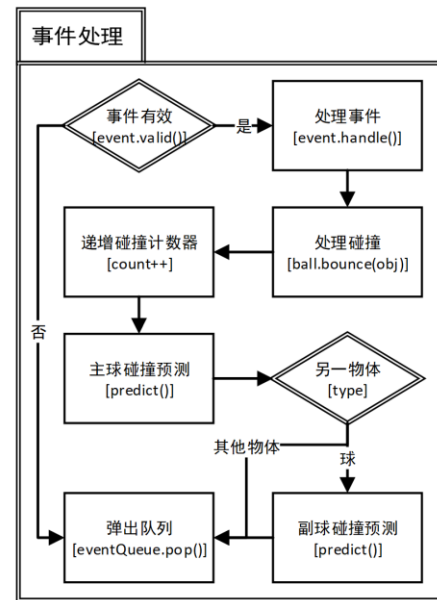 事件处理
事件有效
[event.valid()]
是
处理事件
[event.handle()]
递增碰撞计数器
[count++]
处理碰撞
[ball.bounce(obj)]
否
主球碰撞预测
[predict()]
另一物体
[type]
其他物体
球
弹出队列
[eventQueue.pop()]
副球碰撞预测
[predict()]